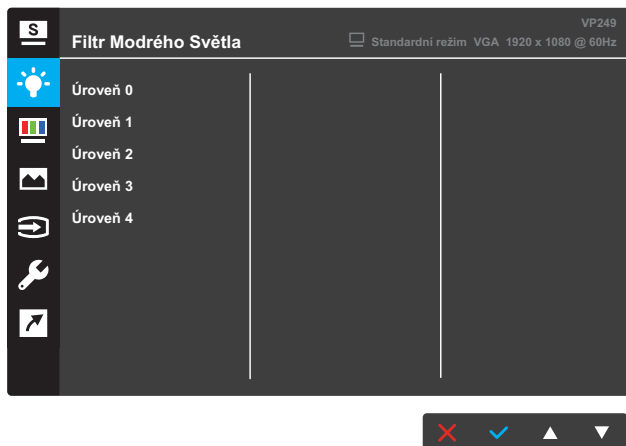 S
VP249
Filtr Modrého Světla
Standardni režim VGA 1920 x 1080 @ 60Hz
Úroveň 0
Úroveň 1
Úroveň 2
Úroveň 3
Úroveň 4